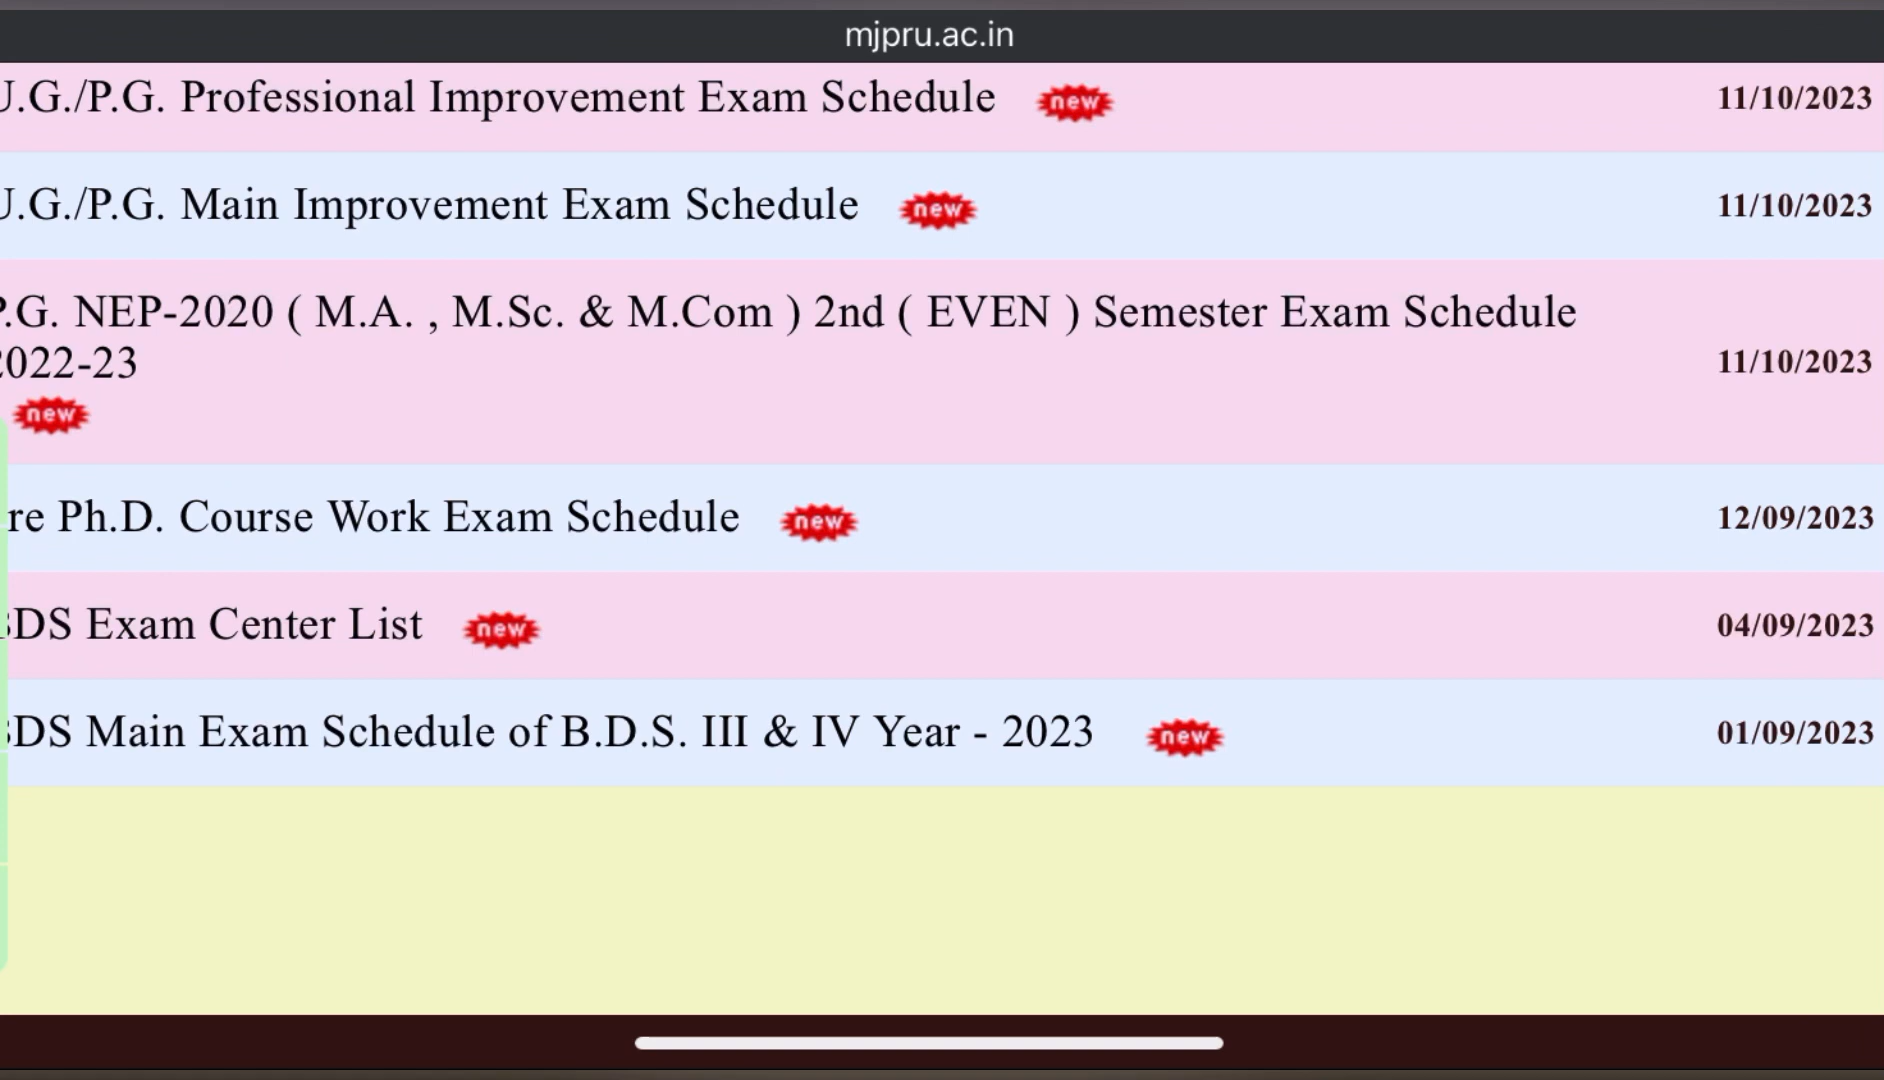 mjpru.ac.in
U.G./P.G. Professional Improvement Exam Schedule new 11/10/2023
U.G./P.G. Main Improvement Exam Schedule new 11/10/2023
P.G. NEP-2020 ( M.A. , M.Sc. & M.Com ) 2nd ( EVEN ) Semester Exam Schedule
2022-23 11/10/2023
new
re Ph.D. Course Work Exam Schedule new 12/09/2023
BDS Exam Center List new 04/09/2023
BDS Main Exam Schedule of B.D.S. III & IV Year - 2023 new 01/09/2023